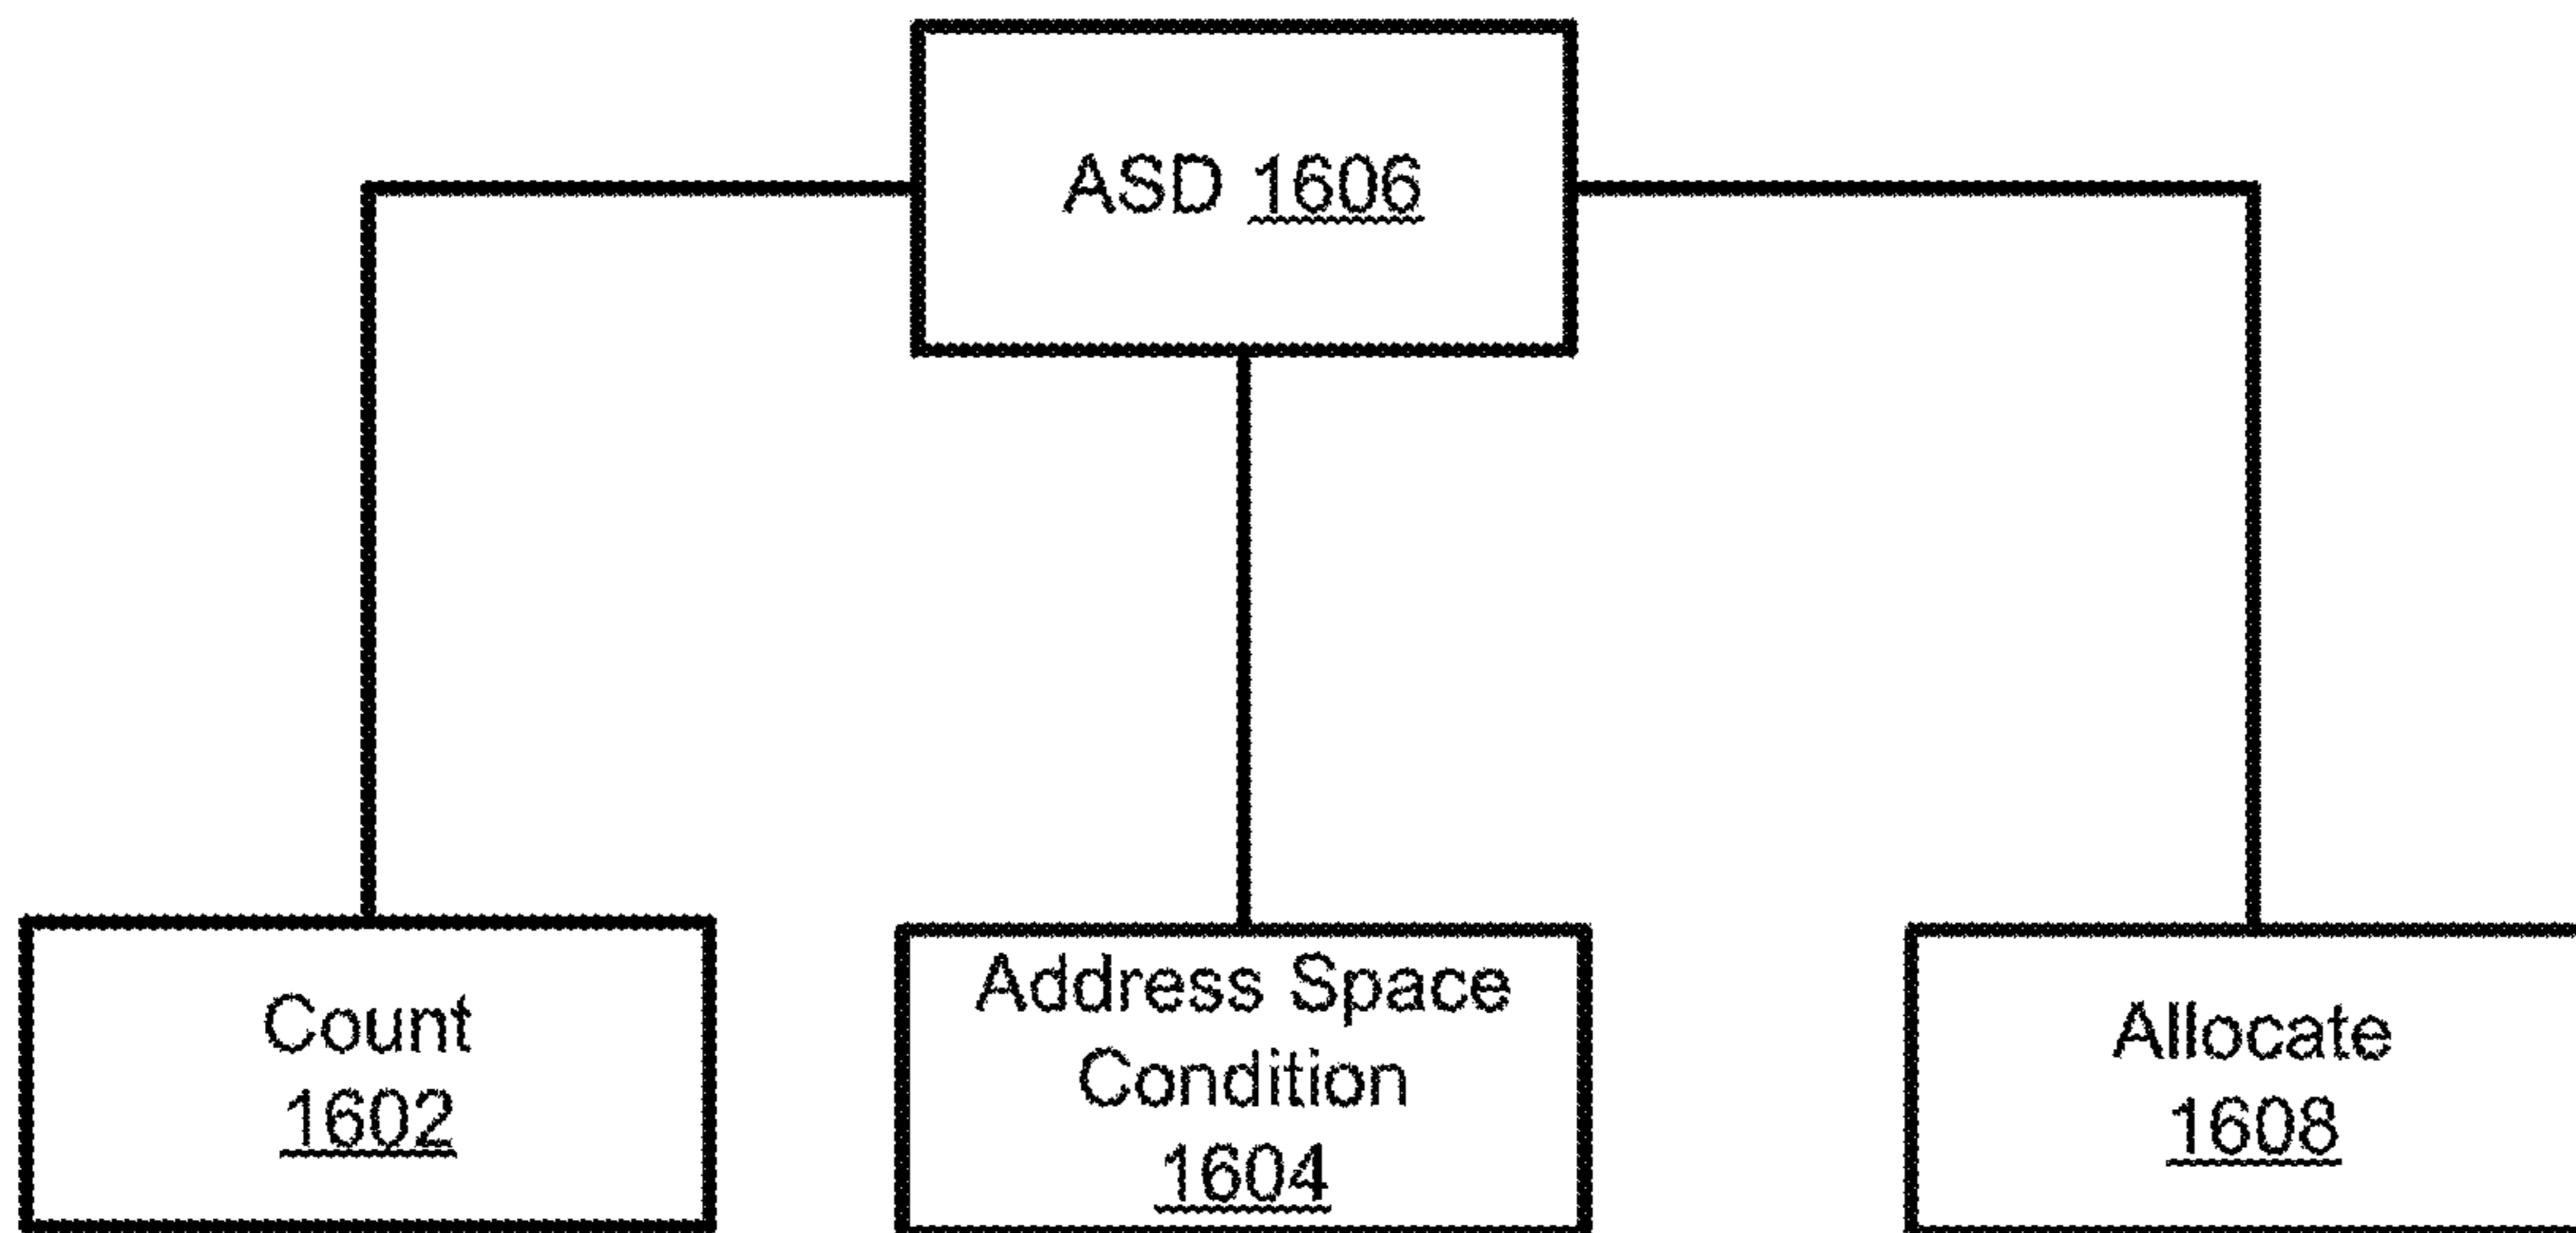 ASD 1606
Count
1602
Address Space
Condition
1604
Allocate
1608